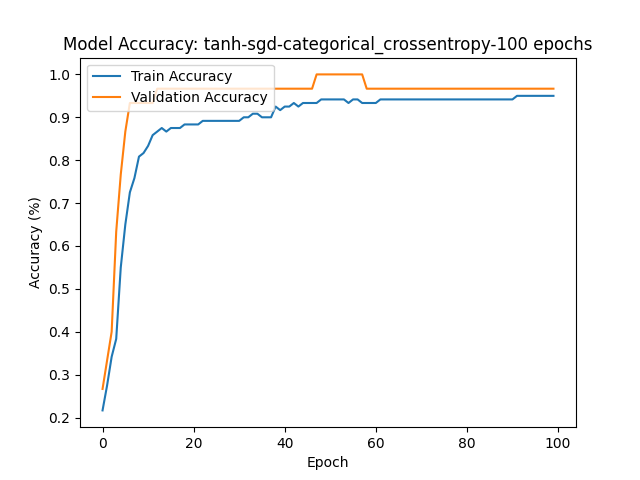 Model Accuracy: tanh-sgd-categorical_crossentropy-100 epochs
Train Accuracy
Validation Accuracy
Accuracy (%)
1.0
0.9
0.8
0.7
0.6
0.5
0.4
0.3
0.2
0 20 40 60 80 100
Epoch